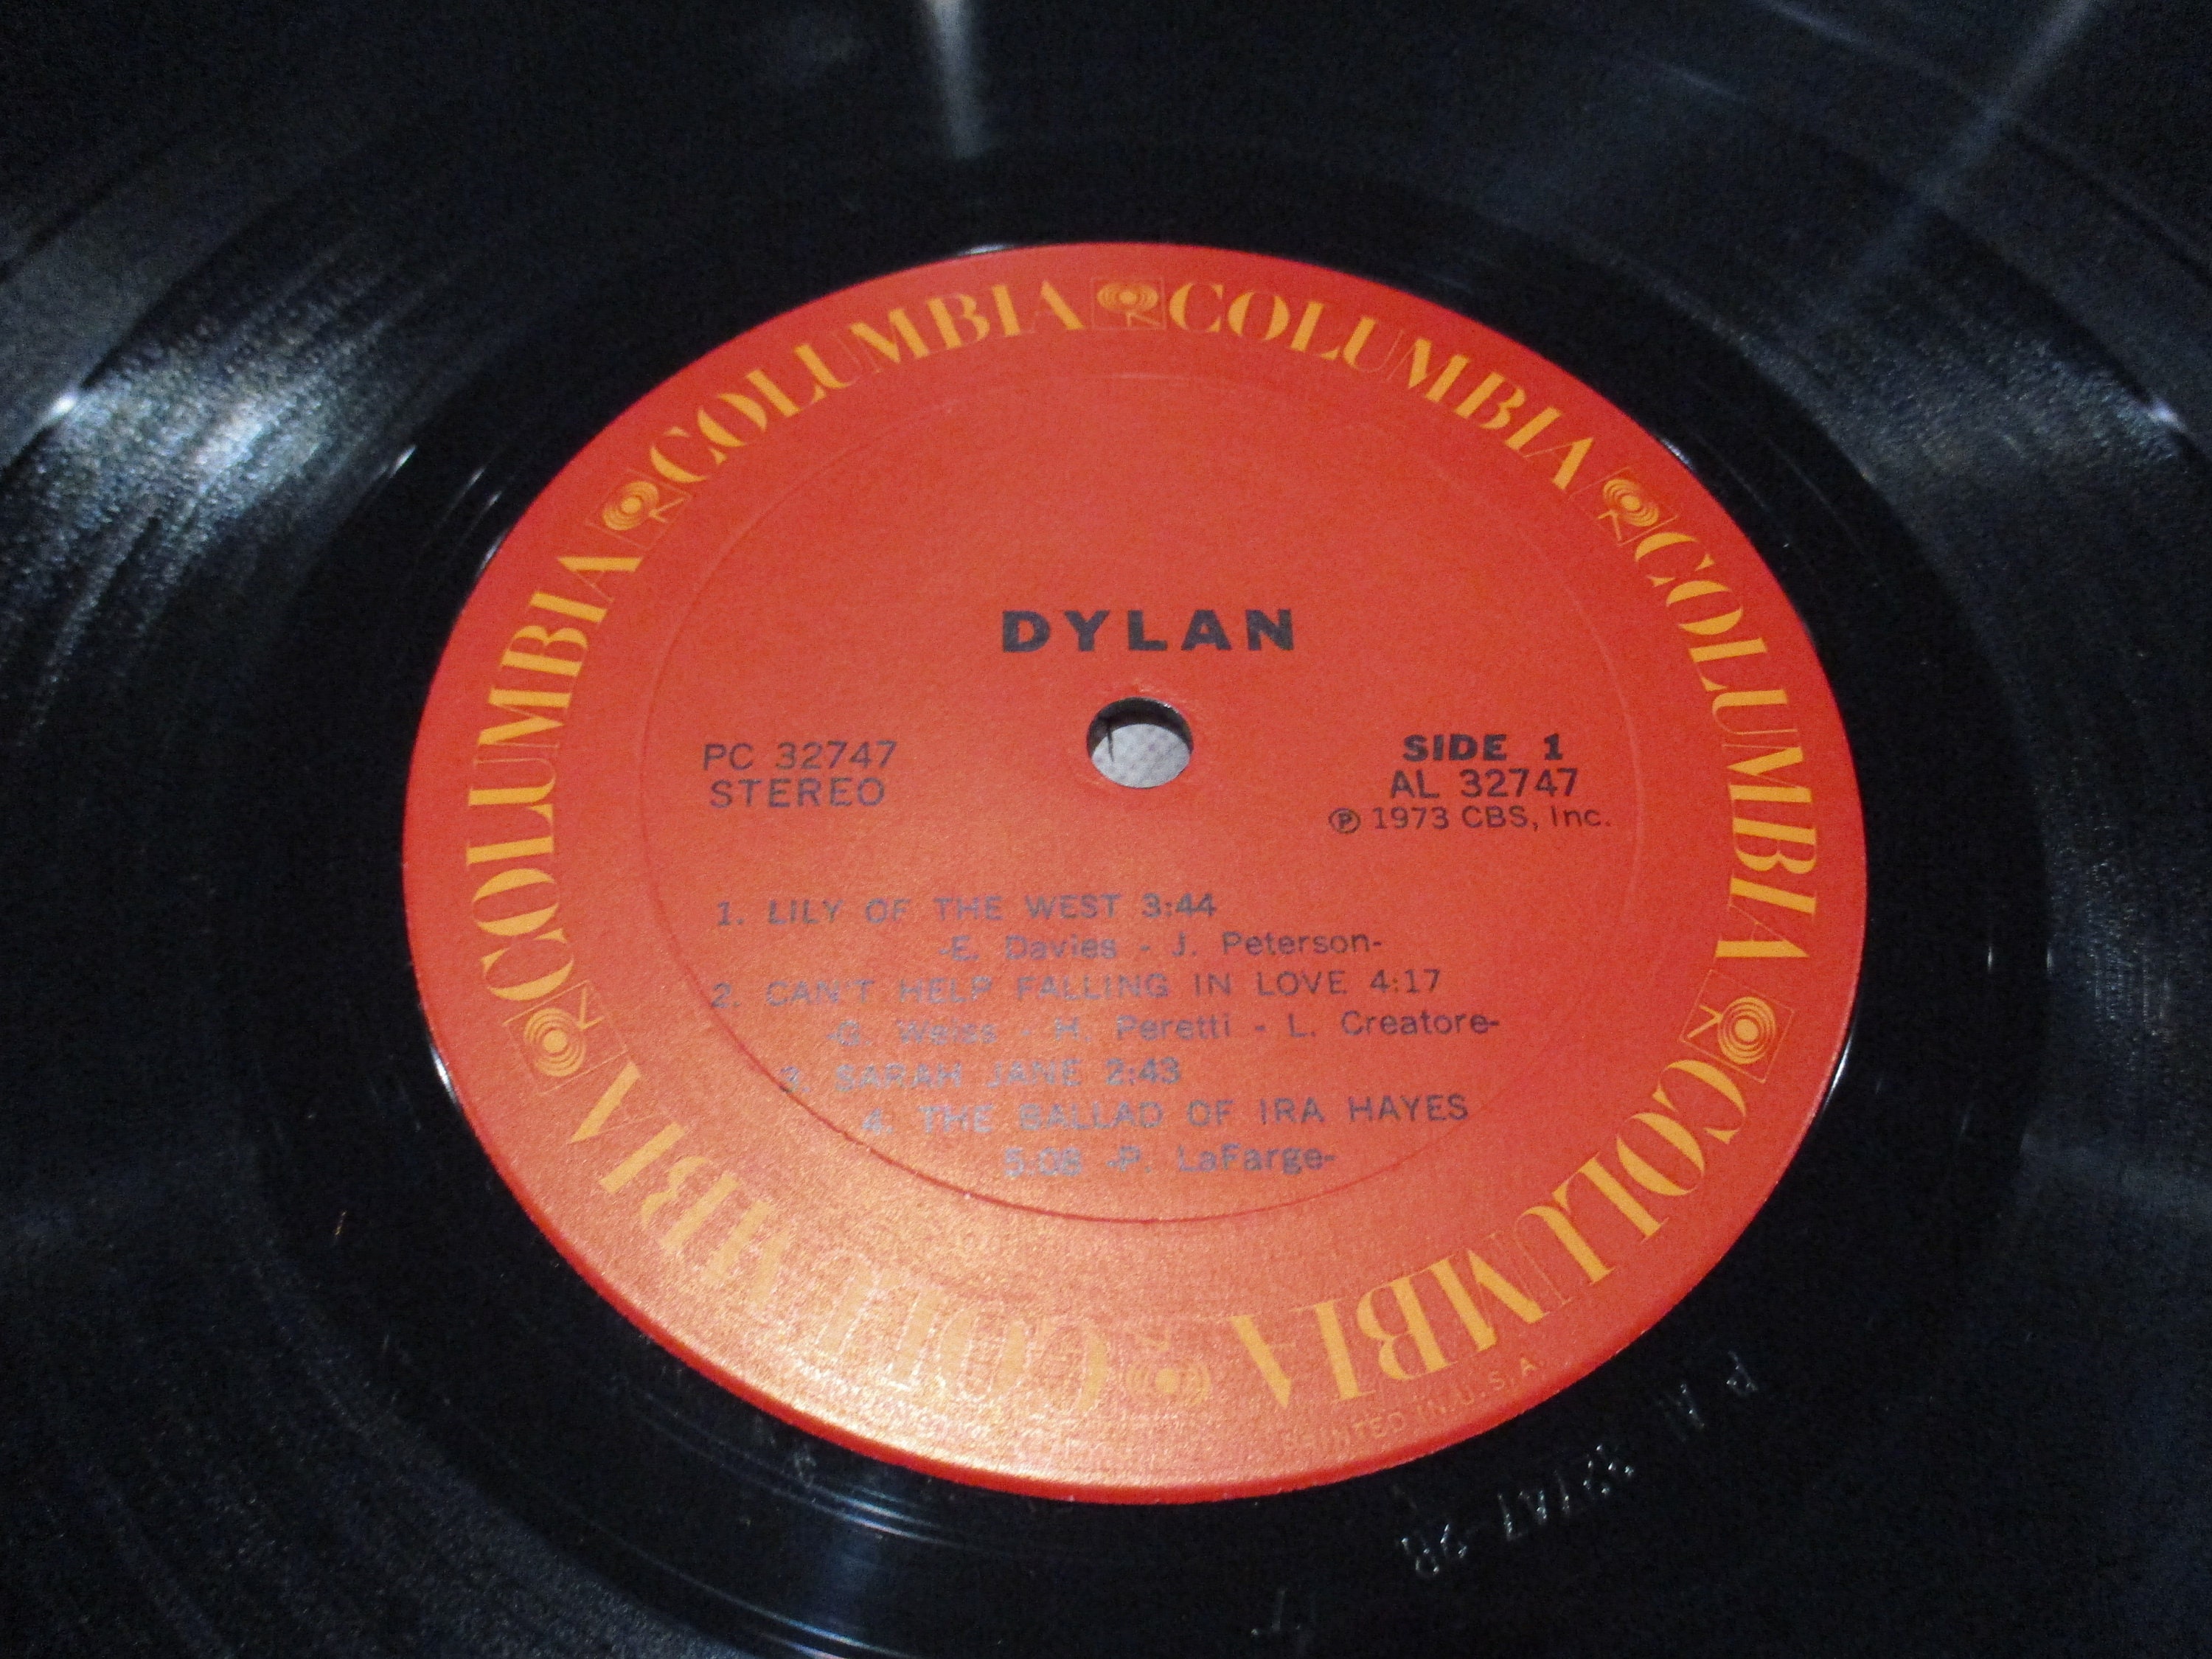 COLUMBIA COLUMBIA COLUMBIA COLUMBIA COLUMBIA COLUMBIA
DYLAN
PC 32747
STEREO
SIDE 1
AL 32747
Ⓟ 1973 CBS, Inc.
1. LILY OF THE WEST 3:44
-E. Davies - J. Peterson-
2. CAN'T HELP FALLING IN LOVE 4:17
-G. Weiss - H. Peretti - L. Creatore-
3. SARAH JANE 2:43
4. THE BALLAD OF IRA HAYES
5:08 -P. LaFarge-
PRINTED IN U.S.A.